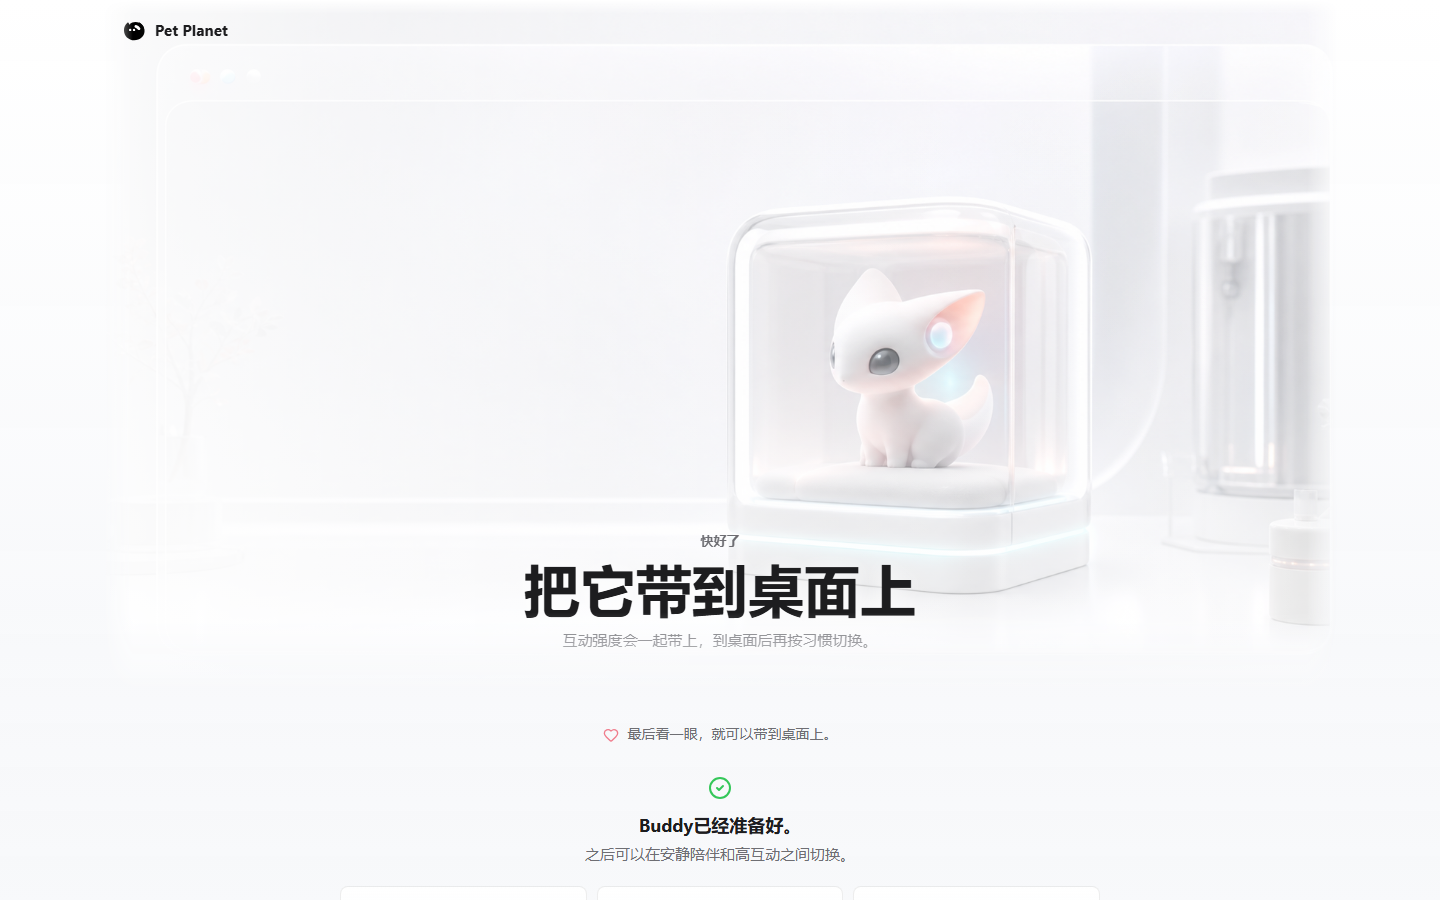 Pet Planet
快好了
把它带到桌面上
互动强度会一起带上，到桌面后再按习惯切换。
最后看一眼，就可以带到桌面上。
Buddy已经准备好。
之后可以在安静陪伴和高互动之间切换。